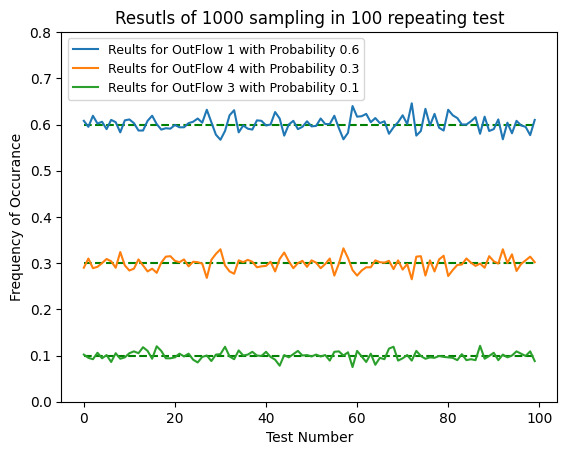 Resutls of 1000 sampling in 100 repeating test
Reults for OutFlow 1 with Probability 0.6
Reults for OutFlow 4 with Probability 0.3
Reults for OutFlow 3 with Probability 0.1
Frequency of Occurance
0.8
0.7
0.6
0.5
0.4
0.3
0.2
0.1
0.0
0 20 40 60 80 100
Test Number